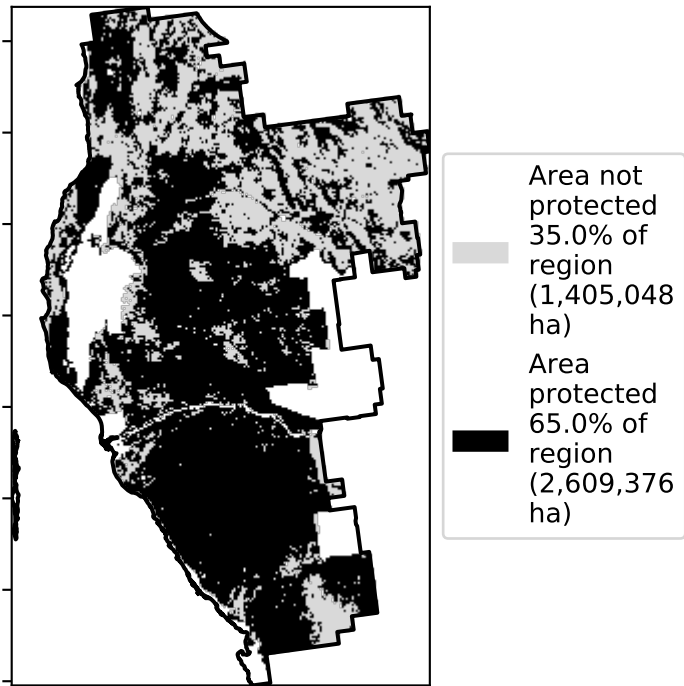 Area not
protected
35.0% of
region
(1,405,048
ha)
Area
protected
65.0% of
region
(2,609,376
ha)